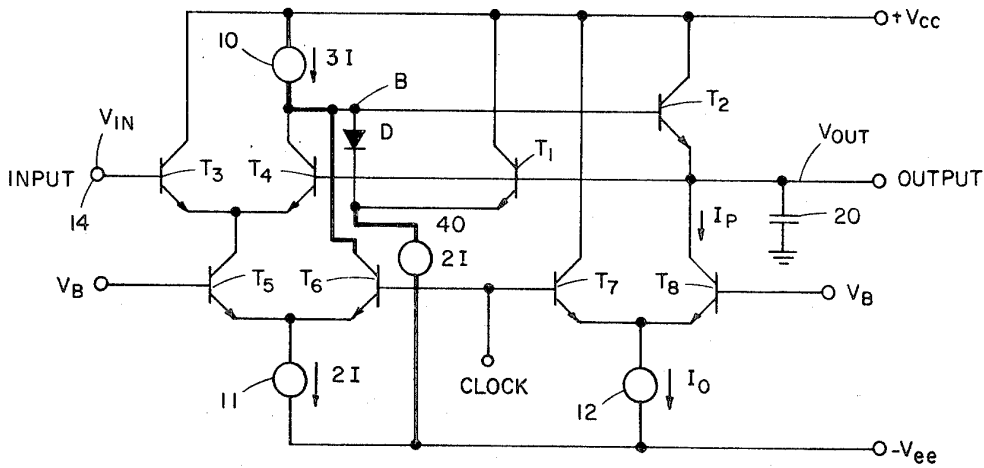 +Vcc
10
3I
B
T2
VIN
D
VOUT
T3
T4
T1
INPUT
OUTPUT
14
40
IP
20
2I
VB
T5
T6
T7
T8
VB
11
2I
CLOCK
12
IO
-Vee